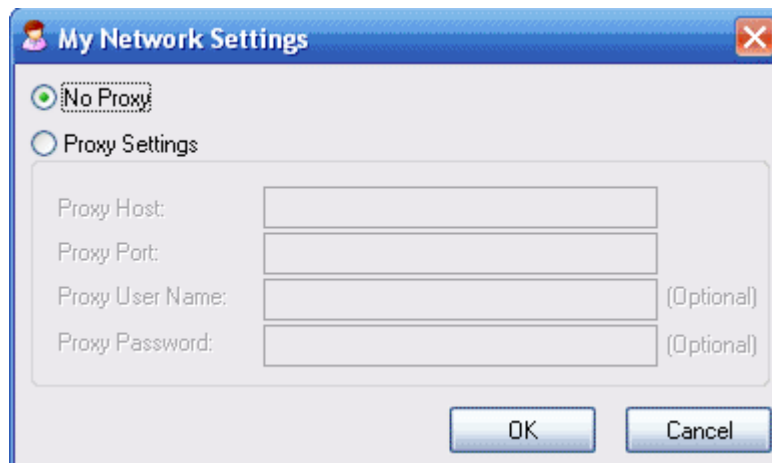 My Network Settings
No Proxy
Proxy Settings
Proxy Host:
Proxy Port:
Proxy User Name: (Optional)
Proxy Password: (Optional)
OK Cancel